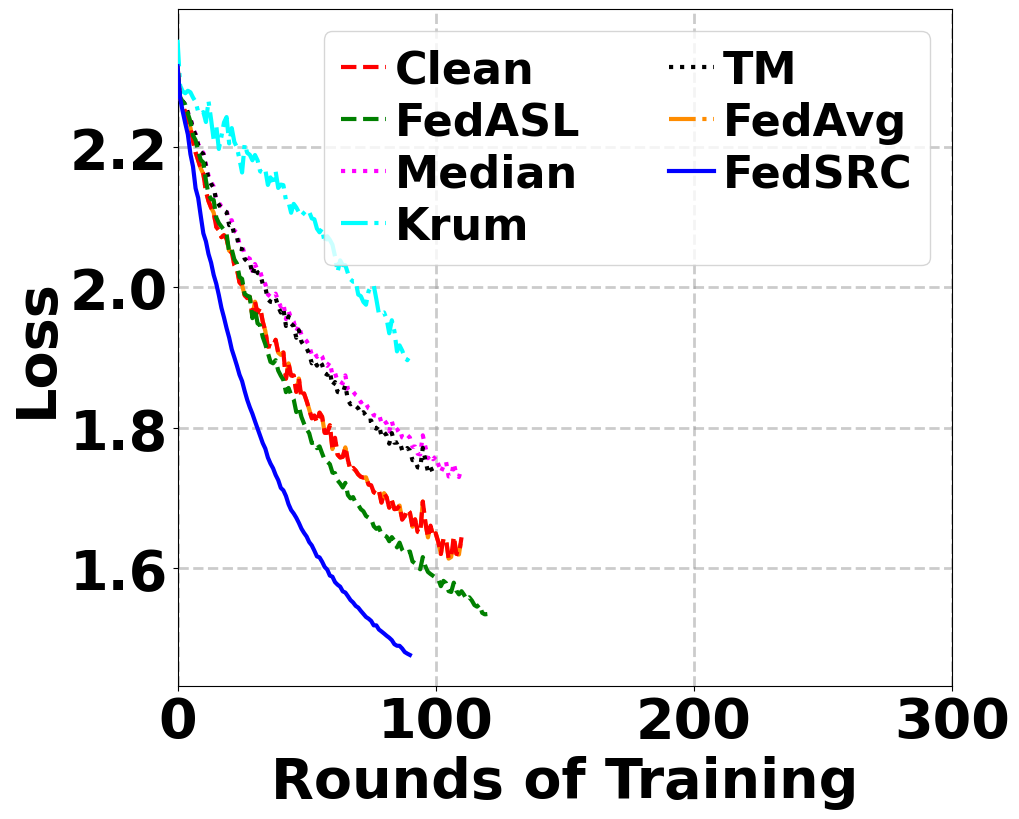 Clean
FedASL
Median
Krum
TM
FedAvg
FedSRC
2.2
2.0
1.8
1.6
Loss
0 100 200 300
Rounds of Training